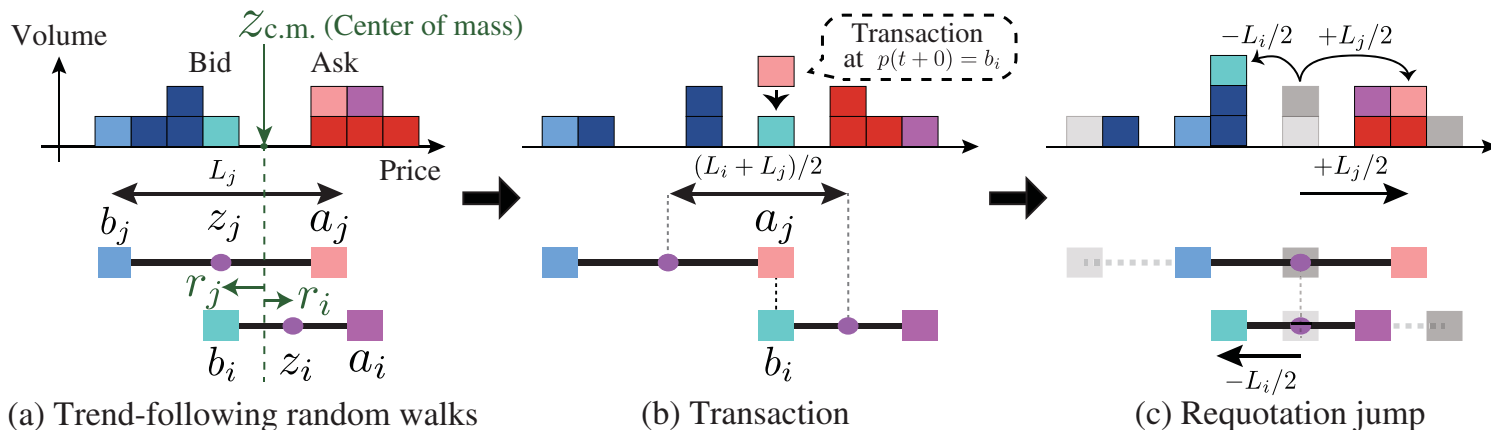 Volume
z_{c.m.} (Center of mass)
Bid
Ask
Price
L_j
b_j
z_j
a_j
r_j
r_i
b_i
z_i
a_i
(a) Trend-following random walks
Transaction
at p(t+0) = b_i
(L_i + L_j)/2
a_j
b_i
(b) Transaction
−L_i/2
+L_j/2
+L_j/2
−L_i/2
(c) Requotation jump